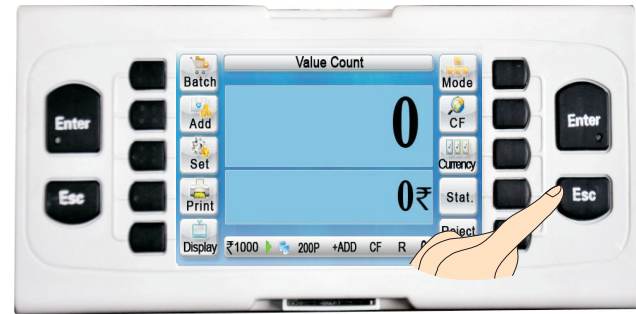 Value Count
Batch
Mode
Enter
Add
0
CF
Enter
Set
Currency
Esc
Print
0₹
Stat.
Esc
Display
₹1000 200P +ADD CF R
Reject